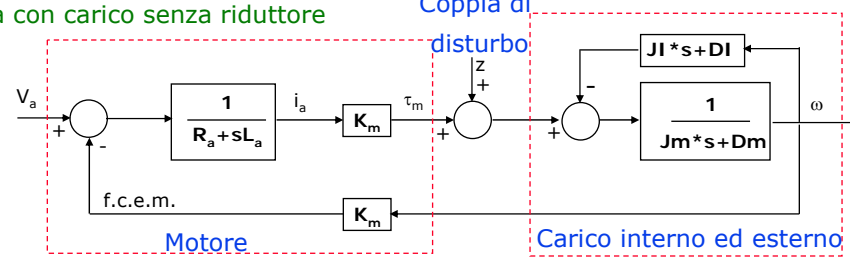 a con carico senza riduttore
Coppia di
disturbo
z
+
Jl*s+Dl
-
V_a
+
-
1
R_a+sL_a
i_a
K_m
τ_m
+
+
1
Jm*s+Dm
ω
f.c.e.m.
K_m
Motore
Carico interno ed esterno